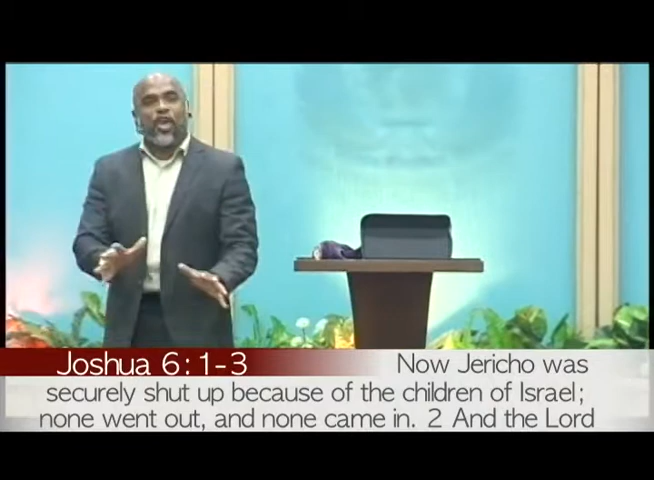 Joshua 6:1-3 Now Jericho was
securely shut up because of the children of Israel;
none went out, and none came in. 2 And the Lord